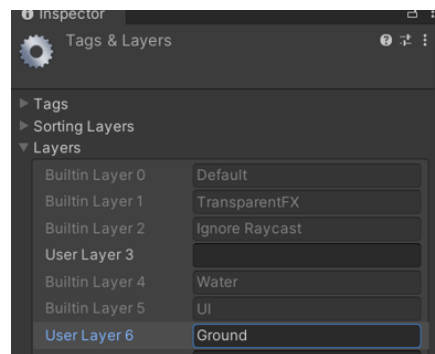 Inspector
Tags & Layers
Tags
Sorting Layers
Layers
Builtin Layer 0 Default
Builtin Layer 1 TransparentFX
Builtin Layer 2 Ignore Raycast
User Layer 3
Builtin Layer 4 Water
Builtin Layer 5 UI
User Layer 6 Ground